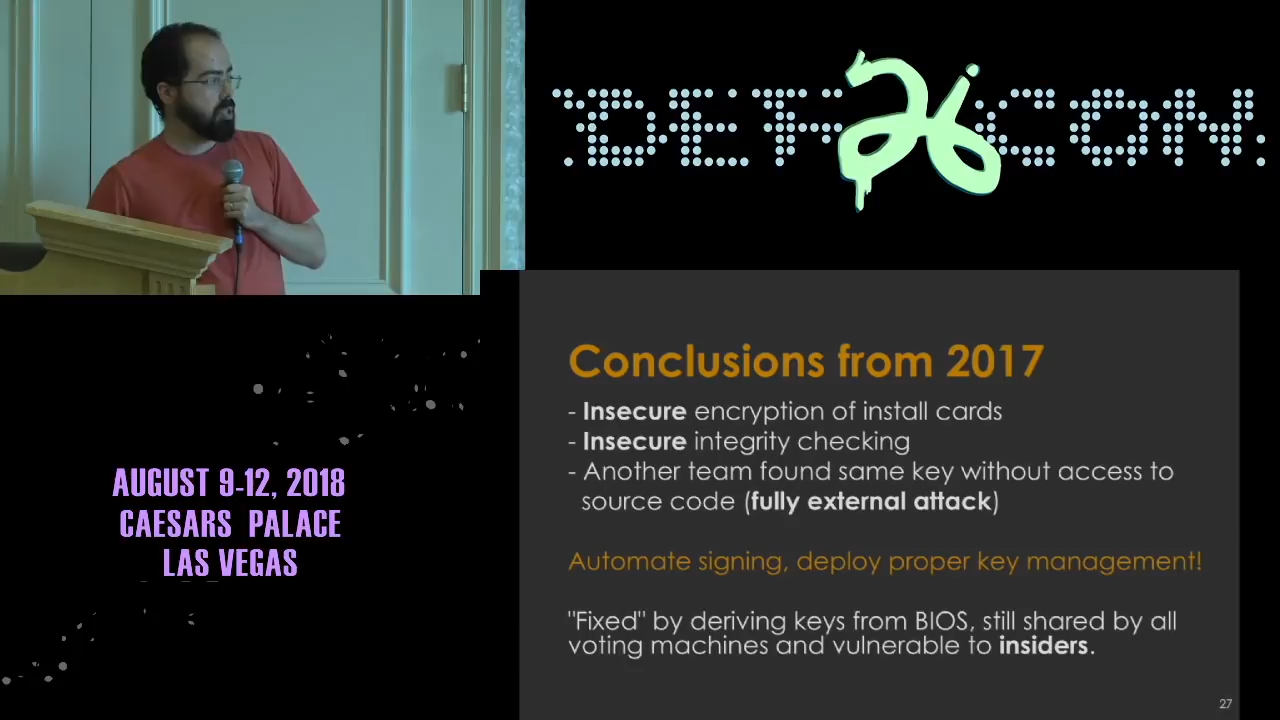 DEF 26 CON
AUGUST 9-12, 2018
CAESARS PALACE
LAS VEGAS
Conclusions from 2017
- Insecure encryption of install cards
- Insecure integrity checking
- Another team found same key without access to
source code (fully external attack)
Automate signing, deploy proper key management!
"Fixed" by deriving keys from BIOS, still shared by all
voting machines and vulnerable to insiders.
27